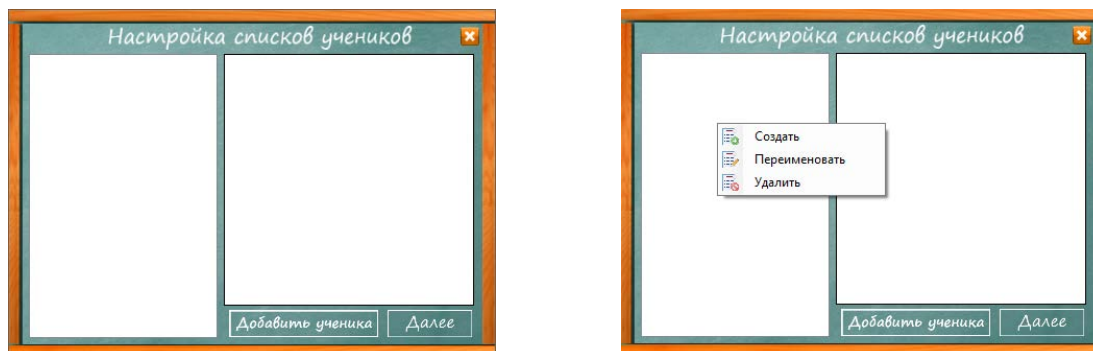 Настройка списков учеников
Добавить ученика
Далее
Настройка списков учеников
Создать
Переименовать
Удалить
Добавить ученика
Далее